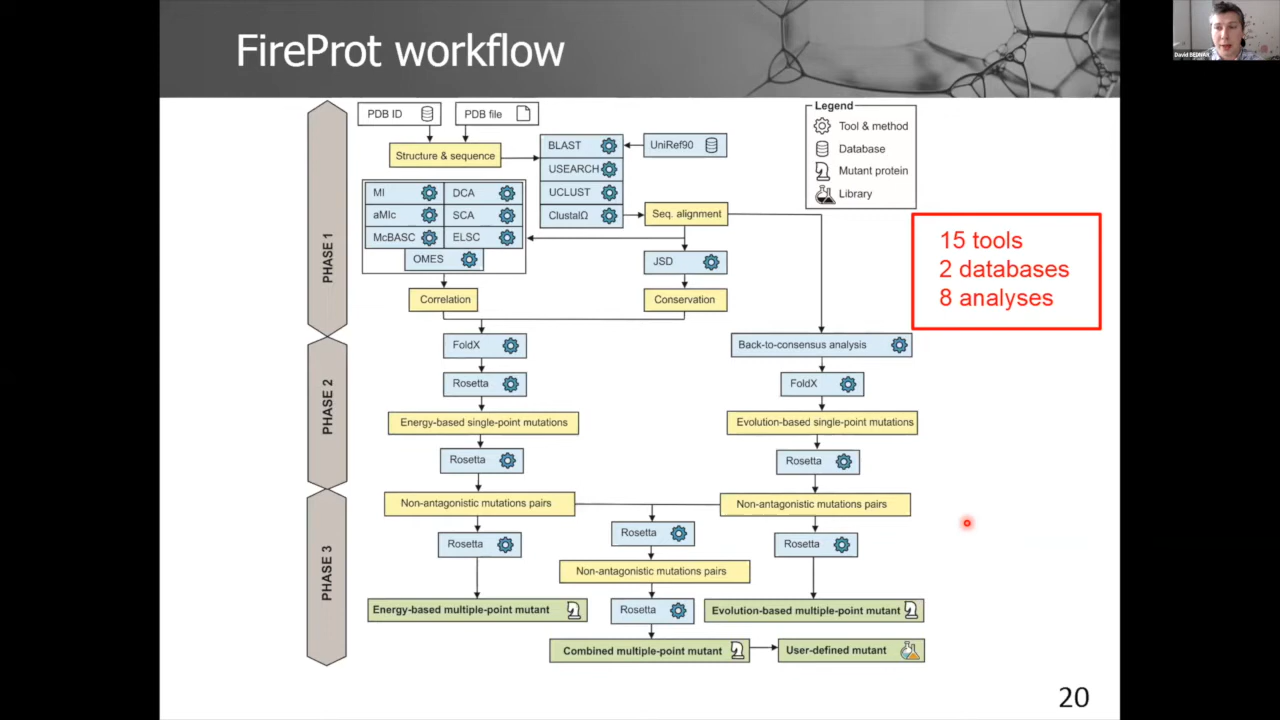 FireProt workflow
David BEDNAR
PDB ID
PDB file
Legend
Tool & method
Database
Mutant protein
Library
Structure & sequence
BLAST
UniRef90
USEARCH
UCLUST
ClustalΩ
Seq. alignment
MI
DCA
aMIc
SCA
McBASC
ELSC
OMES
JSD
Correlation
Conservation
PHASE 1
15 tools
2 databases
8 analyses
PHASE 2
FoldX
Back-to-consensus analysis
Rosetta
FoldX
Energy-based single-point mutations
Evolution-based single-point mutations
Rosetta
Rosetta
PHASE 3
Non-antagonistic mutations pairs
Non-antagonistic mutations pairs
Rosetta
Rosetta
Rosetta
Non-antagonistic mutations pairs
Energy-based multiple-point mutant
Rosetta
Evolution-based multiple-point mutant
Combined multiple-point mutant
User-defined mutant
20